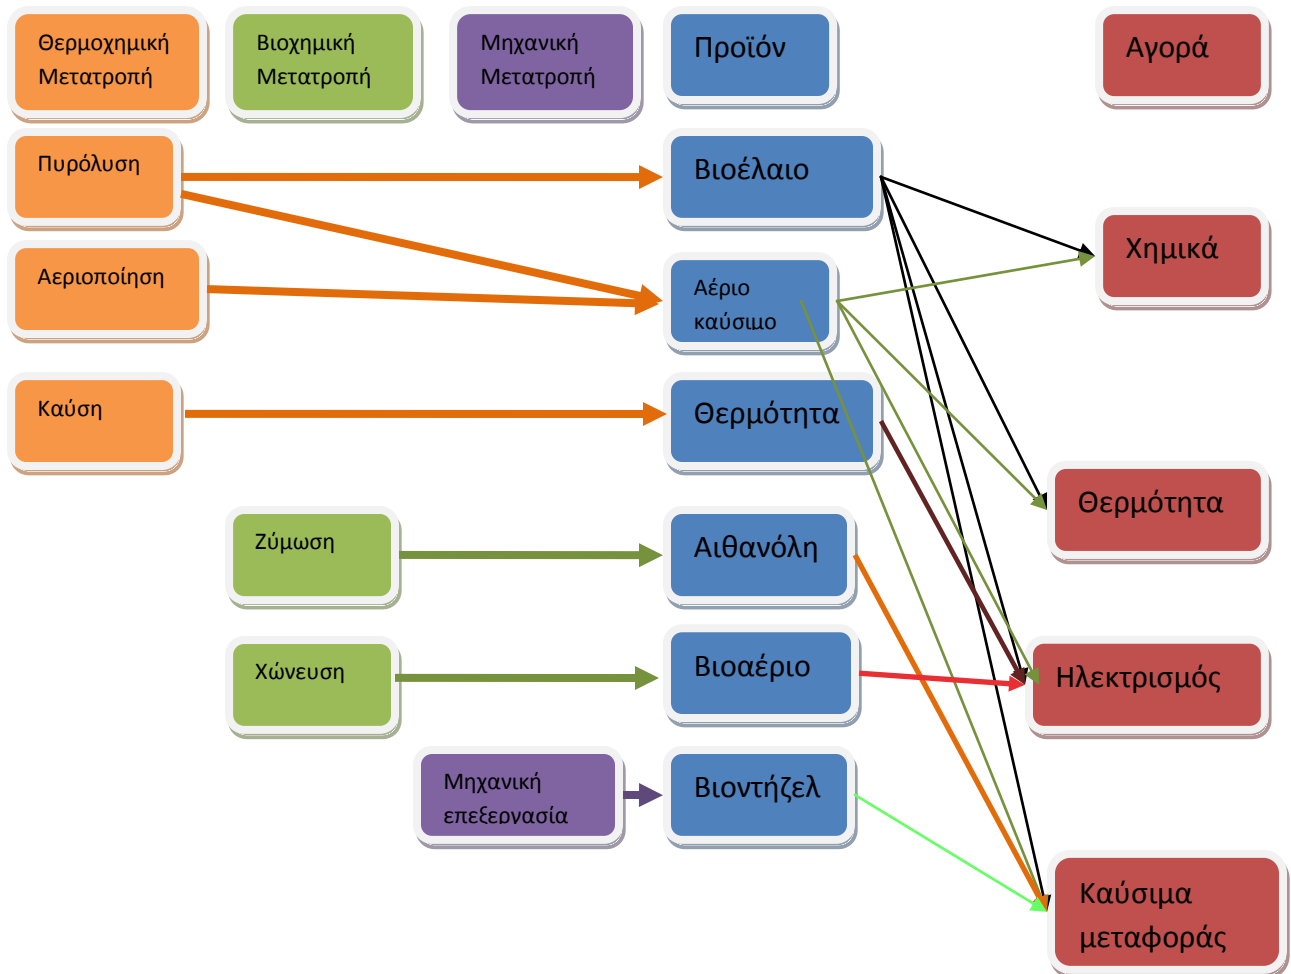 Θερμοχημική
Μετατροπή
Βιοχημική
Μετατροπή
Μηχανική
Μετατροπή
Προϊόν
Αγορά
Πυρόλυση
Βιοέλαιο
Χημικά
Αεριοποίηση
Αέριο
καύσιμο
Καύση
Θερμότητα
Θερμότητα
Ζύμωση
Αιθανόλη
Χώνευση
Βιοαέριο
Ηλεκτρισμός
Μηχανική
επεξεργασία
Βιοντήζελ
Καύσιμα
μεταφοράς